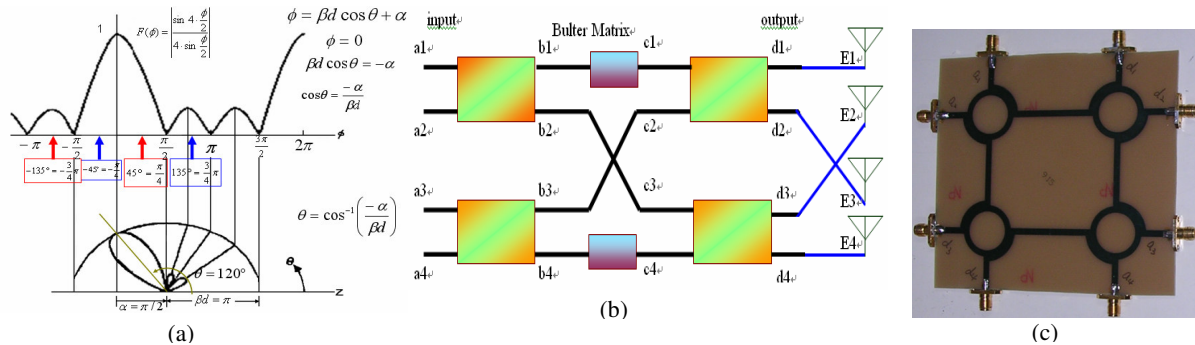 1
F(φ) = |sin 4·φ/2 / 4·sin φ/2|
φ = βd cosθ + α
φ = 0
βd cosθ = −α
cosθ = −α/βd
−π −π/2 π/2 π 3π/2 2π φ
−135° = −3/4π
−45° = −π/4
45° = π/4
135° = 3/4π
θ = cos⁻¹(−α/βd)
θ = 120°
θ
z
α = π/2
βd = π
(a)
input
Bulter Matrix
output
a1 b1 c1 d1
E1
a2 b2 c2 d2
E2
a3 b3 c3 d3
E3
a4 b4 c4 d4
E4
(b)
(c)